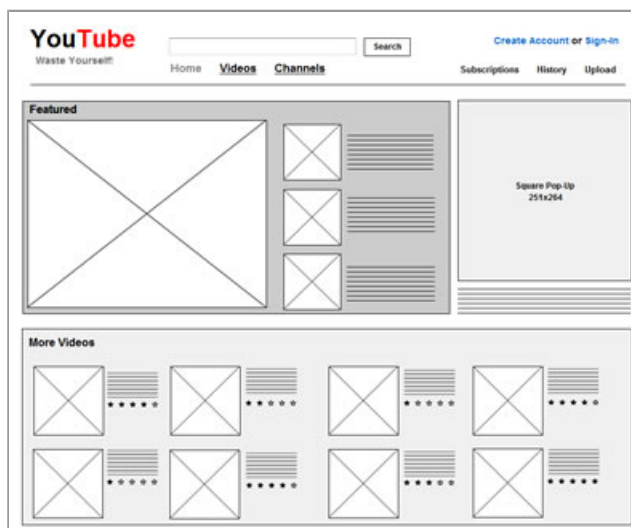 YouTube
Waste Yourself!
Search
Create Account or Sign-In
Home Videos Channels
Subscriptions History Upload
Featured
Square Pop-Up
251x264
More Videos